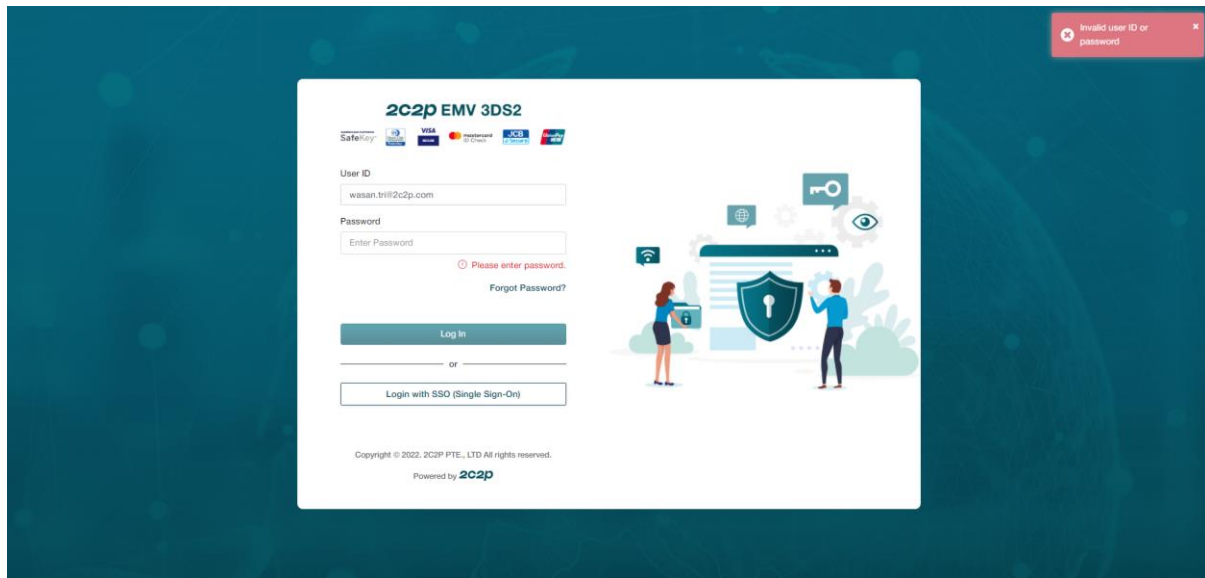 Invalid user ID or
password
2c2p EMV 3DS2
SafeKey
VISA
mastercard
ID Check
JCB
J/Secure
User ID
wasan.tri@2c2p.com
Password
Enter Password
Please enter password.
Forgot Password?
Log In
or
Login with SSO (Single Sign-On)
Copyright © 2022. 2C2P PTE., LTD All rights reserved.
Powered by 2c2p